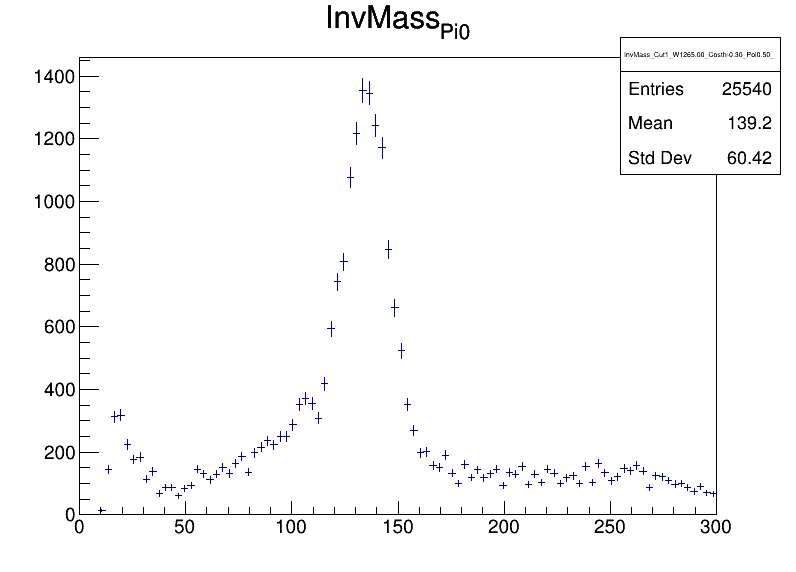 InvMass_Pi0
InvMass_Cut1_W1265.00_Costh-0.30_Pol0.50_
Entries 25540
Mean 139.2
Std Dev 60.42
1400
1200
1000
800
600
400
200
0
0 50 100 150 200 250 300